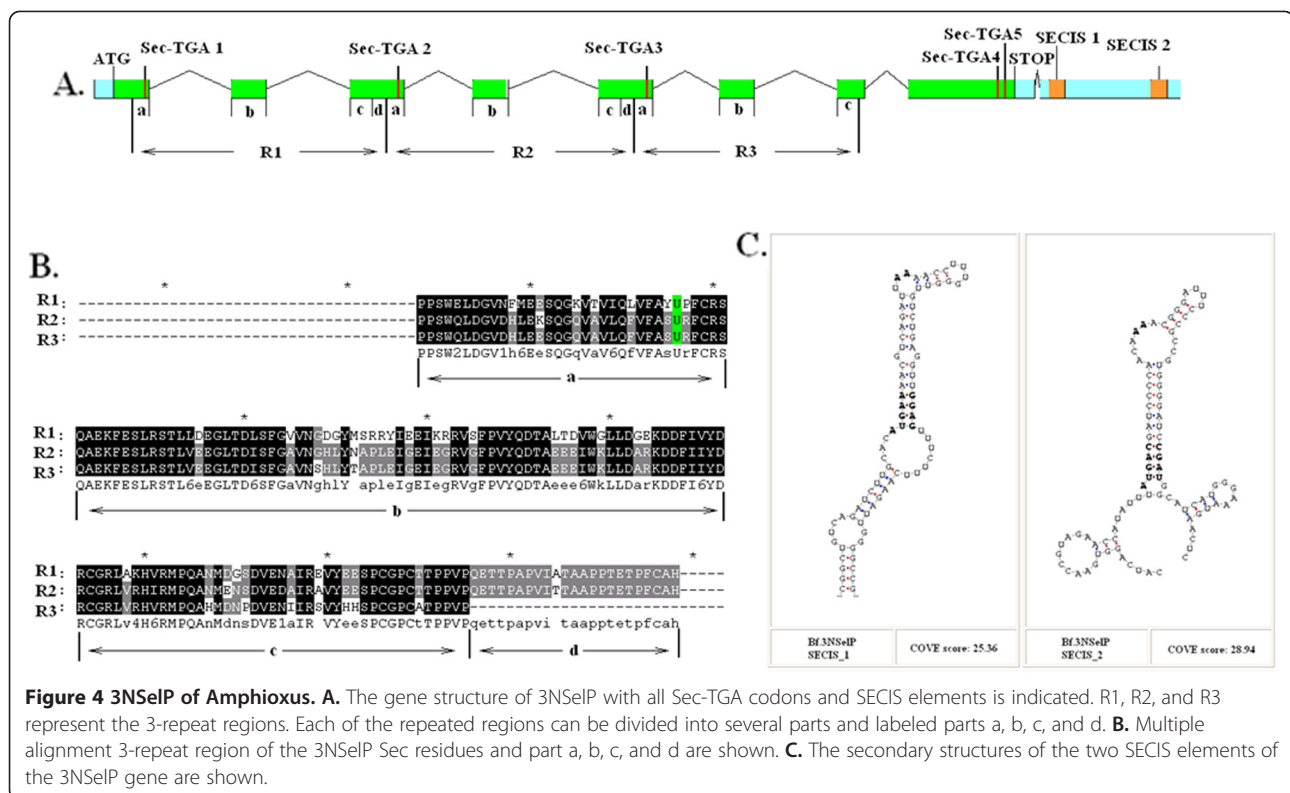 A.
ATG Sec-TGA 1 Sec-TGA 2 Sec-TGA3 Sec-TGA5 SECIS 1 SECIS 2
Sec-TGA4 STOP
a b c d a b c d a b c
R1 R2 R3
B.
* * * *
R1: ------------------------------------- PPSWELDGVNFMEESQGKVTVIQLVFAYUPFCRS
R2: ------------------------------------- PPSWQLDGVDHLEKSQGQVAVLQFVFASURFCRS
R3: ------------------------------------- PPSWQLDGVDHLEESQGQVAVLQFVFASURFCRS
PPSW2LDGV1h6EeSQGqVaV6QfVFAsUrFCRS
a
* * *
R1: QAEKFESLRSTLLDEGLTDLSFGVVNGDGYMSRRYIEEIKRRVSFPVYQDTALTDVWGLLDGEKDDFIVYD
R2: QAEKFESLRSTLVEEGLTDISFGAVNGHLYNAPLEIGEIEGRVGFPVYQDTAEEEIWKLLDARKDDFIIYD
R3: QAEKFESLRSTLVEEGLTDISFGAVNSHLYTAPLEIGEIEGRVGFPVYQDTAEEEIWKLLDARKDDFIIYD
QAEKFESLRSTL6eEGLTD6SFGaVNghlY apleIgEIegRVgFPVYQDTAeee6WkLLDarKDDFI6YD
b
* * * *
R1: RCGRLAKHVRMPQANMDGSDVENAIREVYEESPCGPCTTPPVPQETTPAPVIATAAPPTETPFCAH-----
R2: RCGRLVRHIRMPQANMENSDVEDAIRAVYEESPCGPCTTPPVPQETTPAPVITTAAPPTETPFCAH-----
R3: RCGRIVRHVRMPQAHMDNPDVENIIRSVYHHSPCGPCATPPVP----------------------------
RCGRLv4H6RMPQAnMdnsDVE1aIR VYeeSPCGPCtTPPVPqettpapvi taapptetpfcah
c d
C.
Bf.3NSelP SECIS_1
COVE score: 25.36
Bf.3NSelP SECIS_2
COVE score: 28.94
Figure 4 3NSelP of Amphioxus. A. The gene structure of 3NSelP with all Sec-TGA codons and SECIS elements is indicated. R1, R2, and R3
represent the 3-repeat regions. Each of the repeated regions can be divided into several parts and labeled parts a, b, c, and d. B. Multiple
alignment 3-repeat region of the 3NSelP Sec residues and part a, b, c, and d are shown. C. The secondary structures of the two SECIS elements of
the 3NSelP gene are shown.